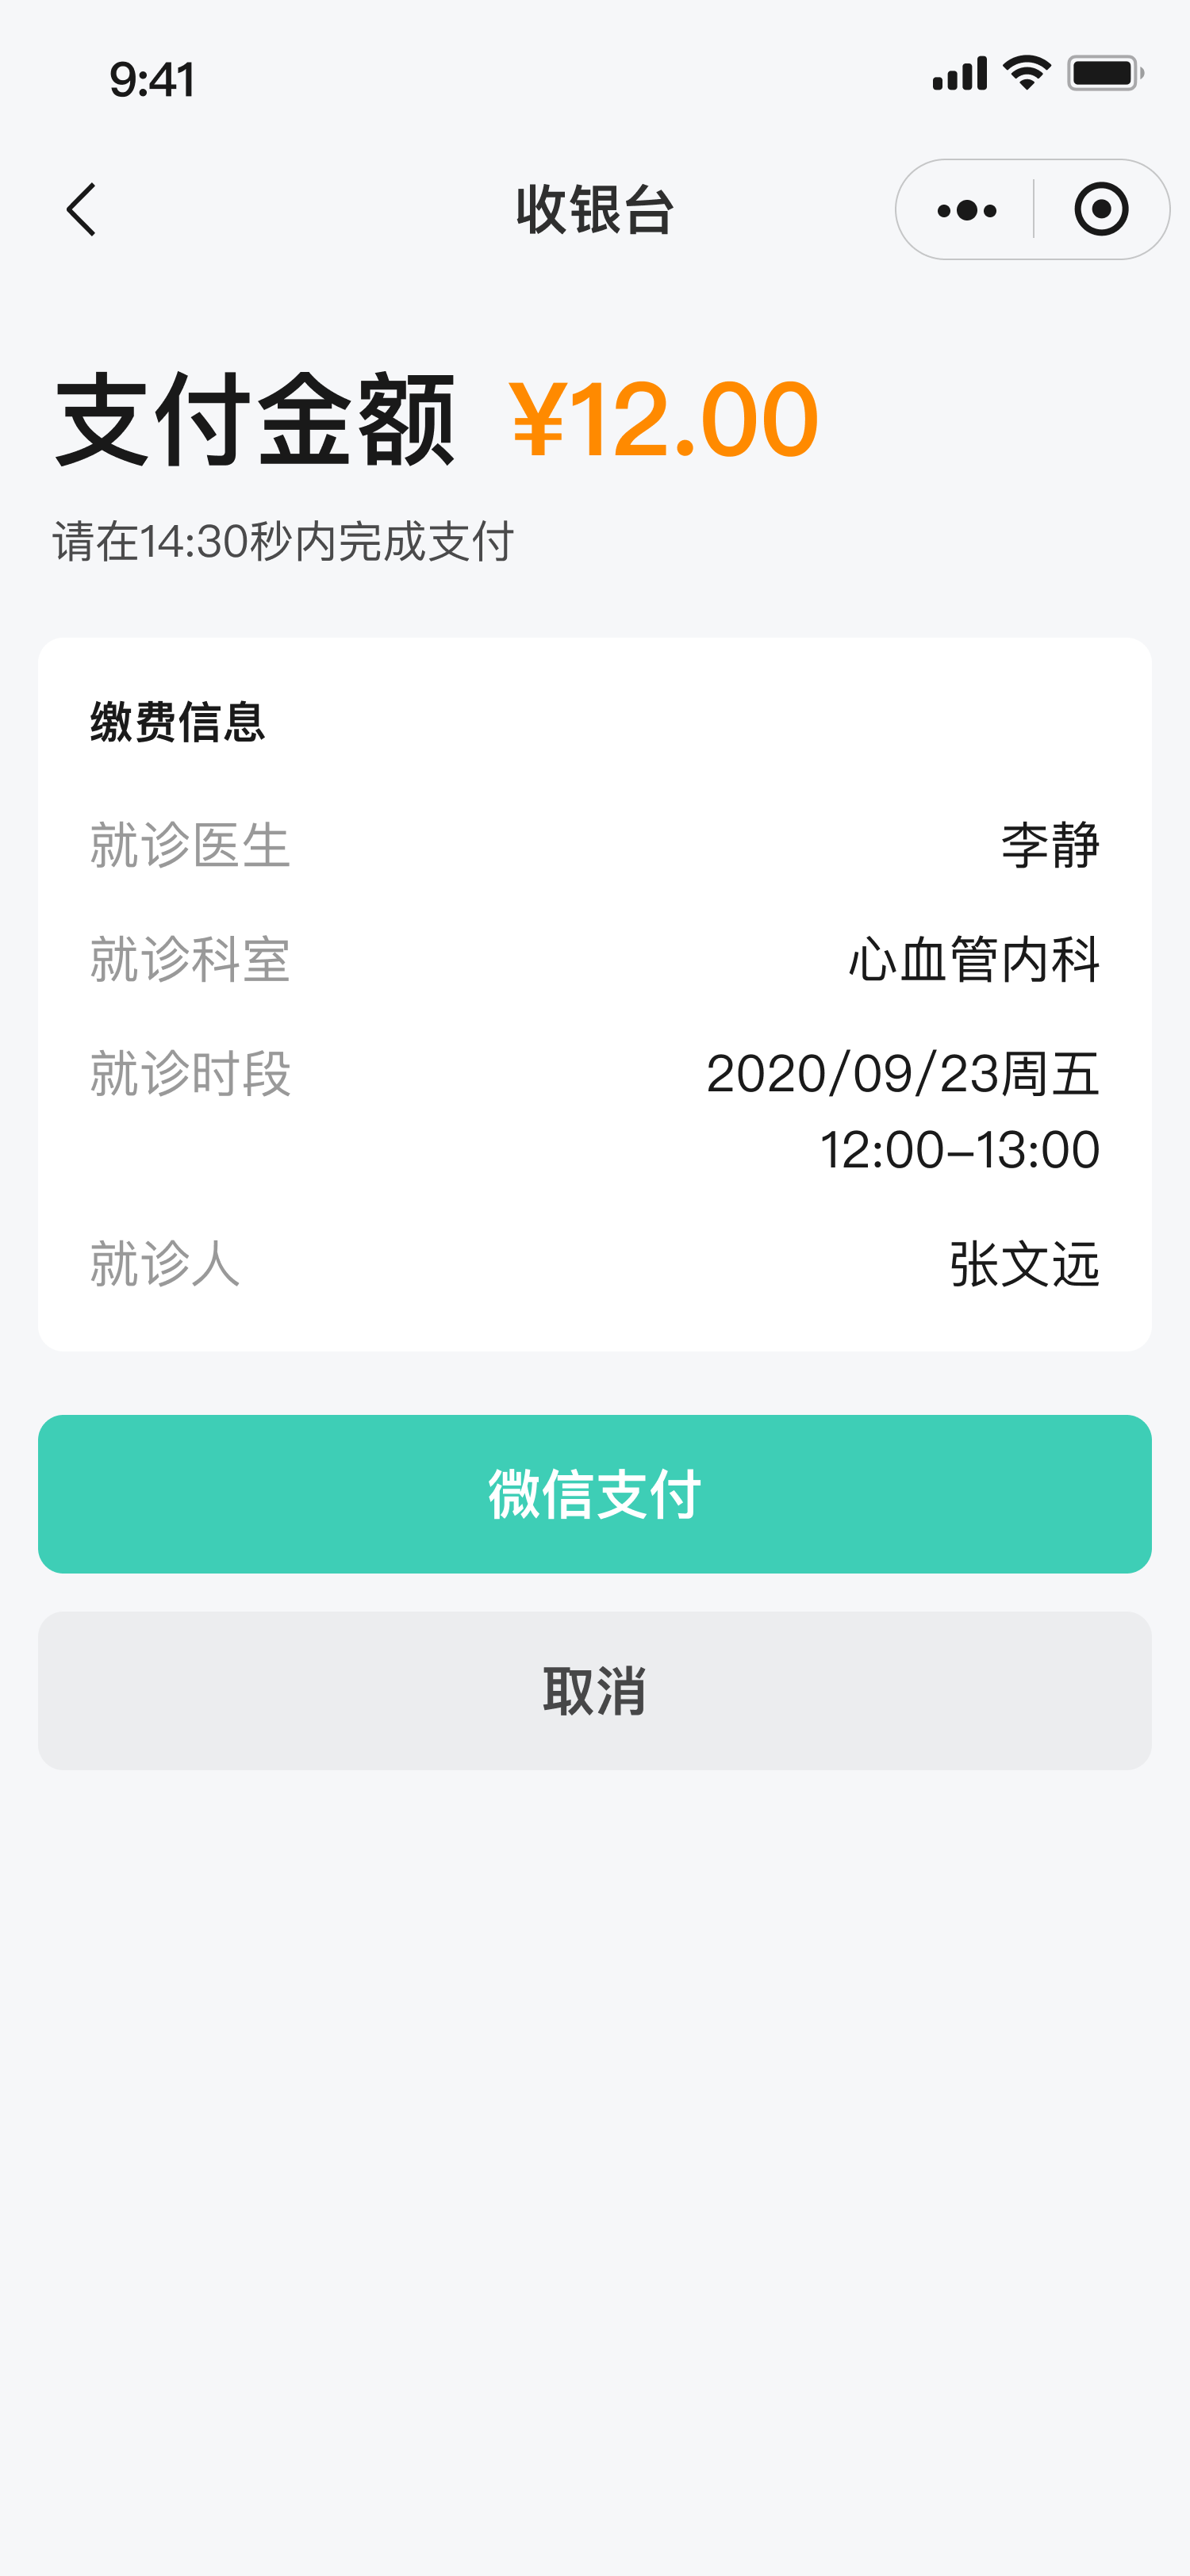 9:41
收银台
支付金额 ¥12.00
请在14:30秒内完成支付
缴费信息
就诊医生 李静
就诊科室 心血管内科
就诊时段 2020/09/23周五
12:00–13:00
就诊人 张文远
微信支付
取消